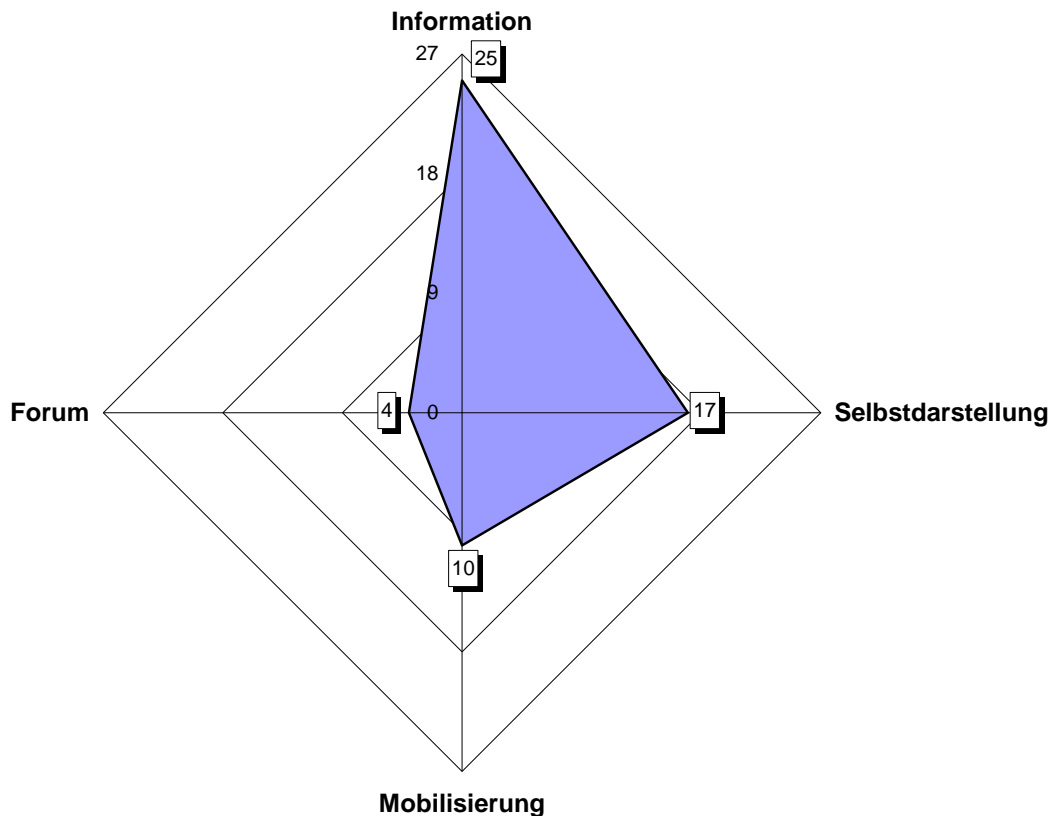 Information
27
25
18
9
Forum
4
0
17
Selbstdarstellung
10
Mobilisierung